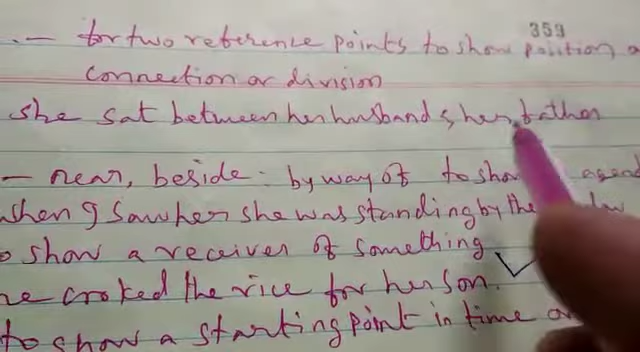 359
.- for two reference points to show position
connection or division
she sat between her husband & her father
- near, beside: by way of to show agen
when I saw her she was standing by the
o show a receiver of something
he crooked the rice for her son.
to show a starting point in time o